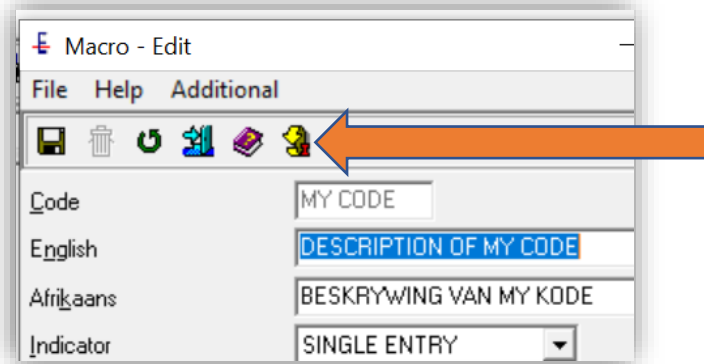 Macro - Edit
File Help Additional
Code MY CODE
English DESCRIPTION OF MY CODE
Afrikaans BESKRYWING VAN MY KODE
Indicator SINGLE ENTRY